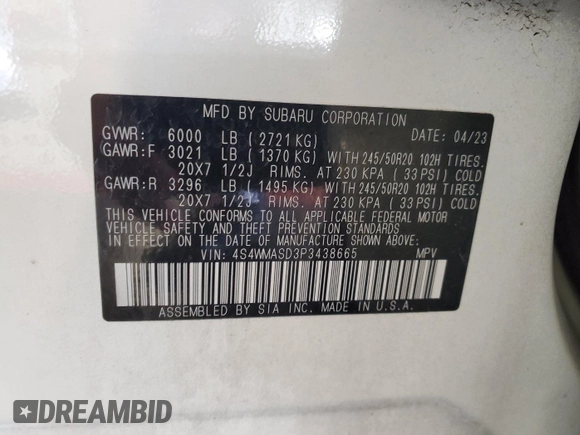 MFD BY SUBARU CORPORATION
GVWR: 6000 LB (2721 KG) DATE: 04/23
GAWR:F 3021 LB (1370 KG) WITH 245/50R20 102H TIRES.
20X7 1/2J RIMS. AT 230 KPA (33 PSI) COLD
GAWR:R 3296 LB (1495 KG) WITH 245/50R20 102H TIRES.
20X7 1/2J RIMS. AT 230 KPA (33 PSI) COLD
THIS VEHICLE CONFORMS TO ALL APPLICABLE FEDERAL MOTOR
VEHICLE SAFETY AND THEFT PREVENTION STANDARDS
IN EFFECT ON THE DATE OF MANUFACTURE SHOWN ABOVE.
VIN: 4S4WMASD3P3438665 MPV
ASSEMBLED BY SIA INC. MADE IN U.S.A.
DREAMBID